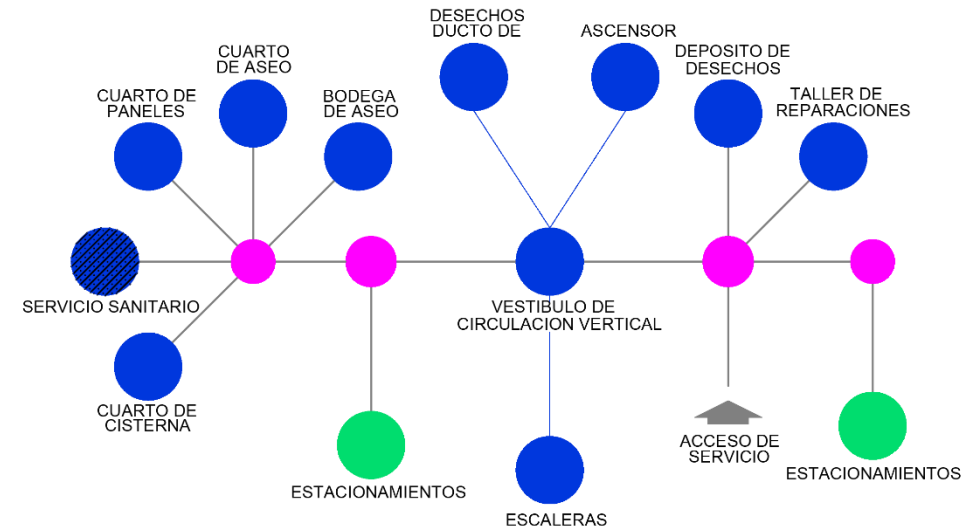 DESECHOS
DUCTO DE
ASCENSOR
CUARTO
DE ASEO
DEPOSITO DE
DESECHOS
CUARTO DE
PANELES
BODEGA
DE ASEO
TALLER DE
REPARACIONES
SERVICIO SANITARIO
VESTIBULO DE
CIRCULACION VERTICAL
CUARTO DE
CISTERNA
ACCESO DE
SERVICIO
ESTACIONAMIENTOS
ESTACIONAMIENTOS
ESCALERAS